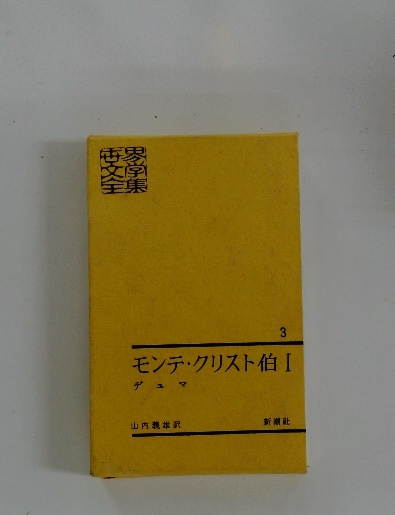 世界文学全集
3
モンテ・クリスト伯 I
デュマ
山内義雄訳
新潮社